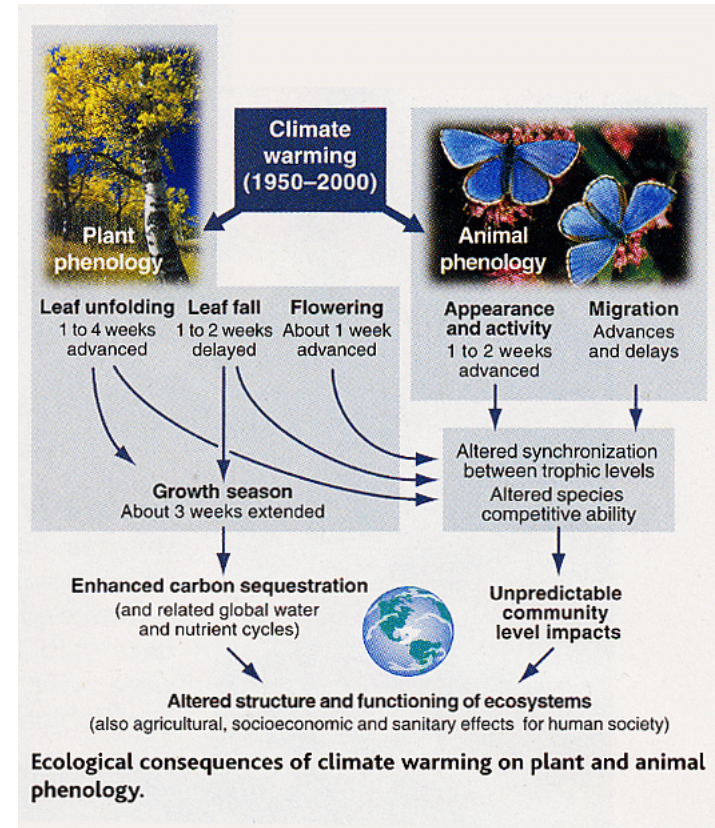 Climate
warming
(1950–2000)
Plant
phenology
Animal
phenology
Leaf unfolding
1 to 4 weeks
advanced
Leaf fall
1 to 2 weeks
delayed
Flowering
About 1 week
advanced
Appearance
and activity
1 to 2 weeks
advanced
Migration
Advances
and delays
Altered synchronization
between trophic levels
Altered species
competitive ability
Growth season
About 3 weeks extended
Enhanced carbon sequestration
(and related global water
and nutrient cycles)
Unpredictable
community
level impacts
Altered structure and functioning of ecosystems
(also agricultural, socioeconomic and sanitary effects for human society)
Ecological consequences of climate warming on plant and animal
phenology.